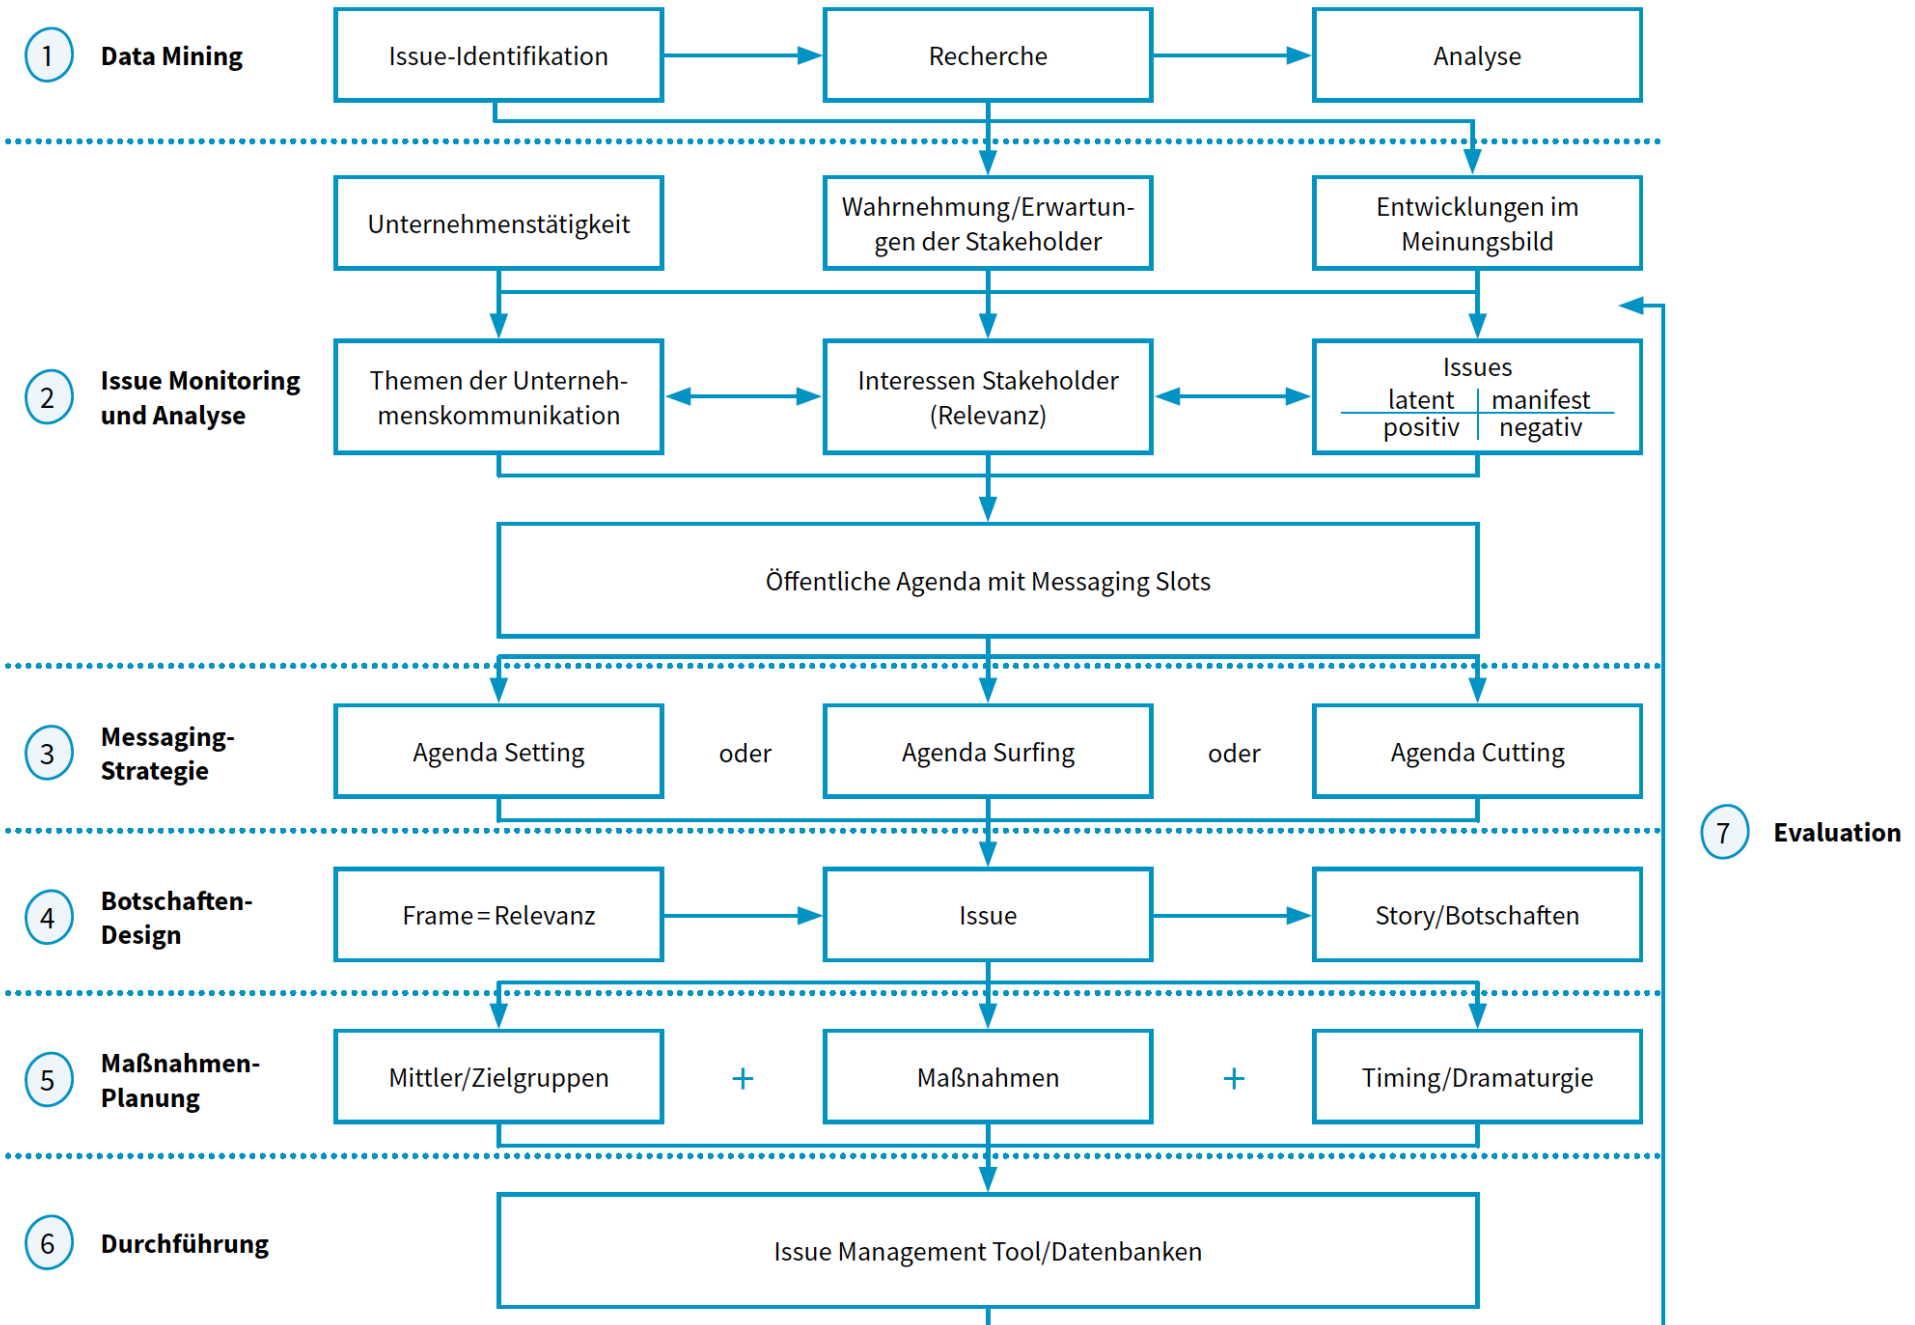 1
Data Mining
Issue-Identifikation
Recherche
Analyse
Unternehmenstätigkeit
Wahrnehmung/Erwartun-
gen der Stakeholder
Entwicklungen im
Meinungsbild
2
Issue Monitoring
und Analyse
Themen der Unterneh-
menskommunikation
Interessen Stakeholder
(Relevanz)
Issues
latent manifest
positiv negativ
Öffentliche Agenda mit Messaging Slots
3
Messaging-
Strategie
Agenda Setting
oder
Agenda Surfing
oder
Agenda Cutting
7
Evaluation
4
Botschaften-
Design
Frame = Relevanz
Issue
Story/Botschaften
5
Maßnahmen-
Planung
Mittler/Zielgruppen
+
Maßnahmen
+
Timing/Dramaturgie
6
Durchführung
Issue Management Tool/Datenbanken